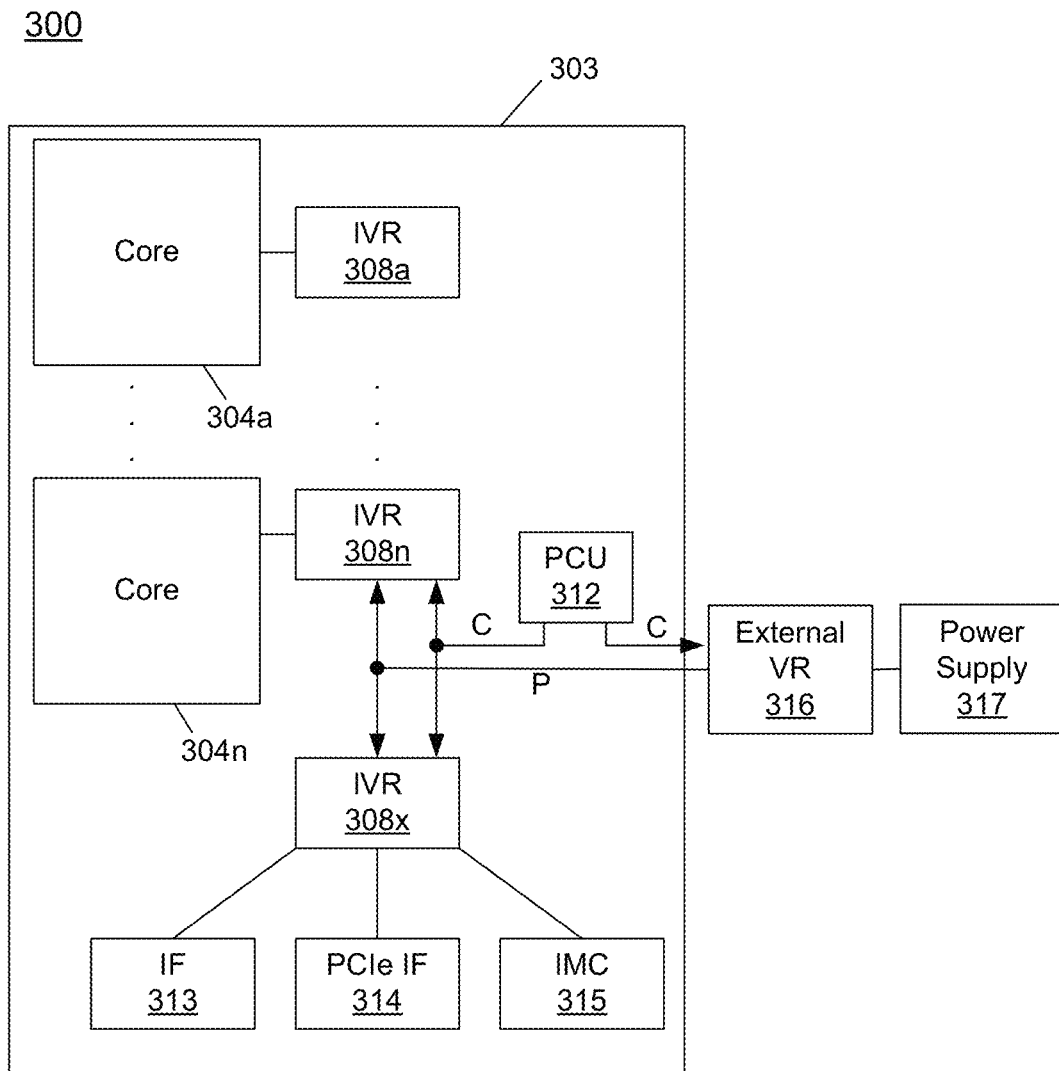 300
303
Core
IVR
308a
304a
Core
IVR
308n
PCU
312
C
C
External
VR
316
Power
Supply
317
P
304n
IVR
308x
IF
313
PCIe IF
314
IMC
315